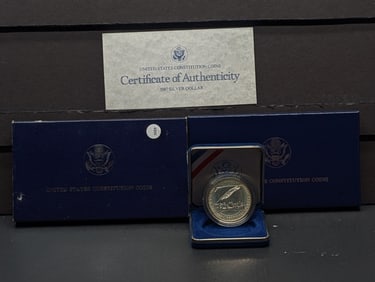 UNITED STATES CONSTITUTION COINS
Certificate of Authenticity
1987 SILVER DOLLAR
UNITED STATES CONSTITUTION COINS
CONSTITUTION COINS